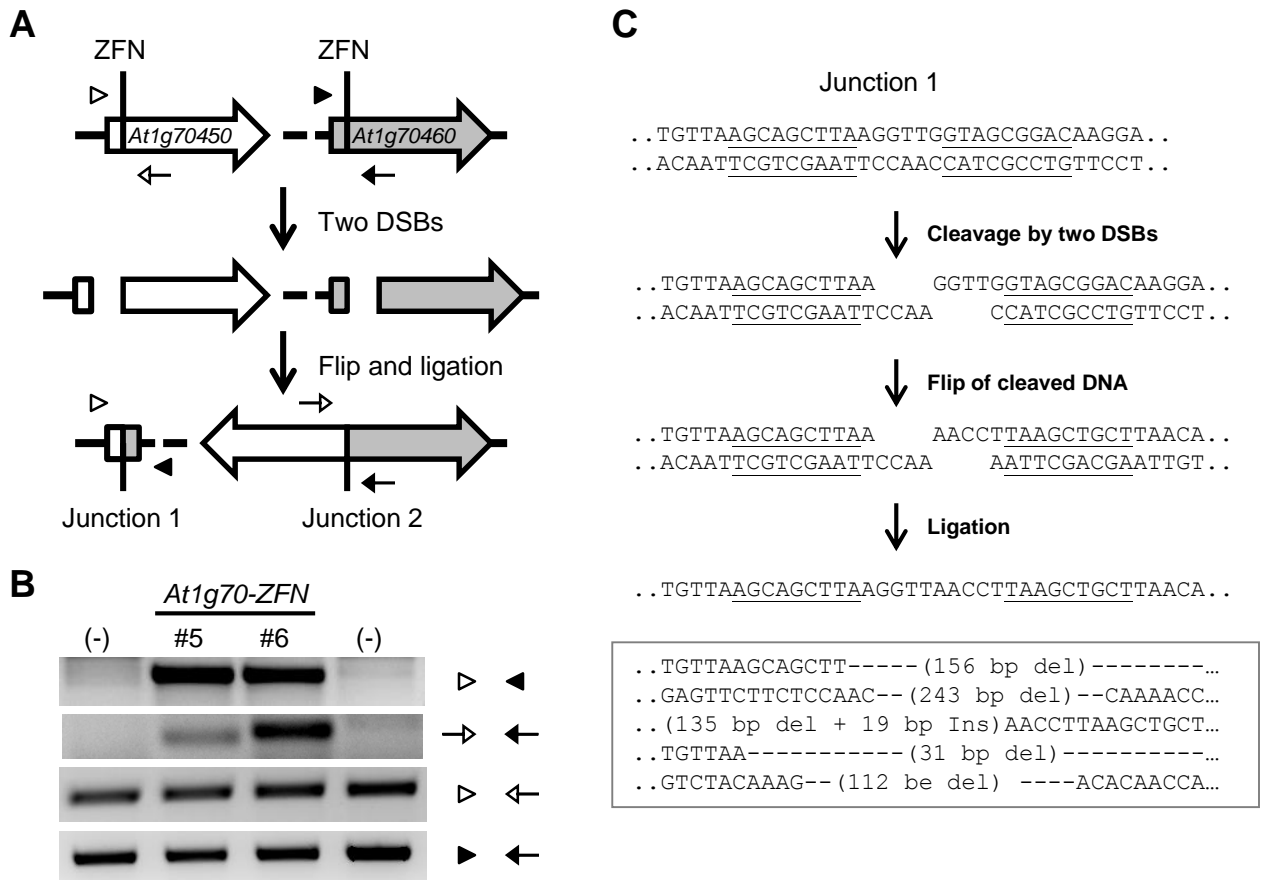 A
ZFN ZFN
At1g70450 At1g70460
Two DSBs
Flip and ligation
Junction 1 Junction 2
B
At1g70-ZFN
(-) #5 #6 (-)
C
Junction 1
..TGTTAAGCAGCTTAAGGTTGGTAGCGGACAAGGA..
..ACAATTCGTCGAATTCCAACCATCGCCTGTTCCT..
Cleavage by two DSBs
..TGTTAAGCAGCTTAA GGTTGGTAGCGGACAAGGA..
..ACAATTCGTCGAATTCCAA CCATCGCCTGTTCCT..
Flip of cleaved DNA
..TGTTAAGCAGCTTAA AACCTTAAGCTGCTTAACA..
..ACAATTCGTCGAATTCCAA AATTCGACGAATTGT..
Ligation
..TGTTAAGCAGCTTAAGGTTAACCTTAAGCTGCTTAACA..
..TGTTAAGCAGCTT-----(156 bp del)--------…
..GAGTTCTTCTCCAAC--(243 bp del)--CAAAACC…
..(135 bp del + 19 bp Ins)AACCTTAAGCTGCT…
..TGTTAA-----------(31 bp del)----------…
..GTCTACAAAG--(112 be del) ----ACACAACCA…